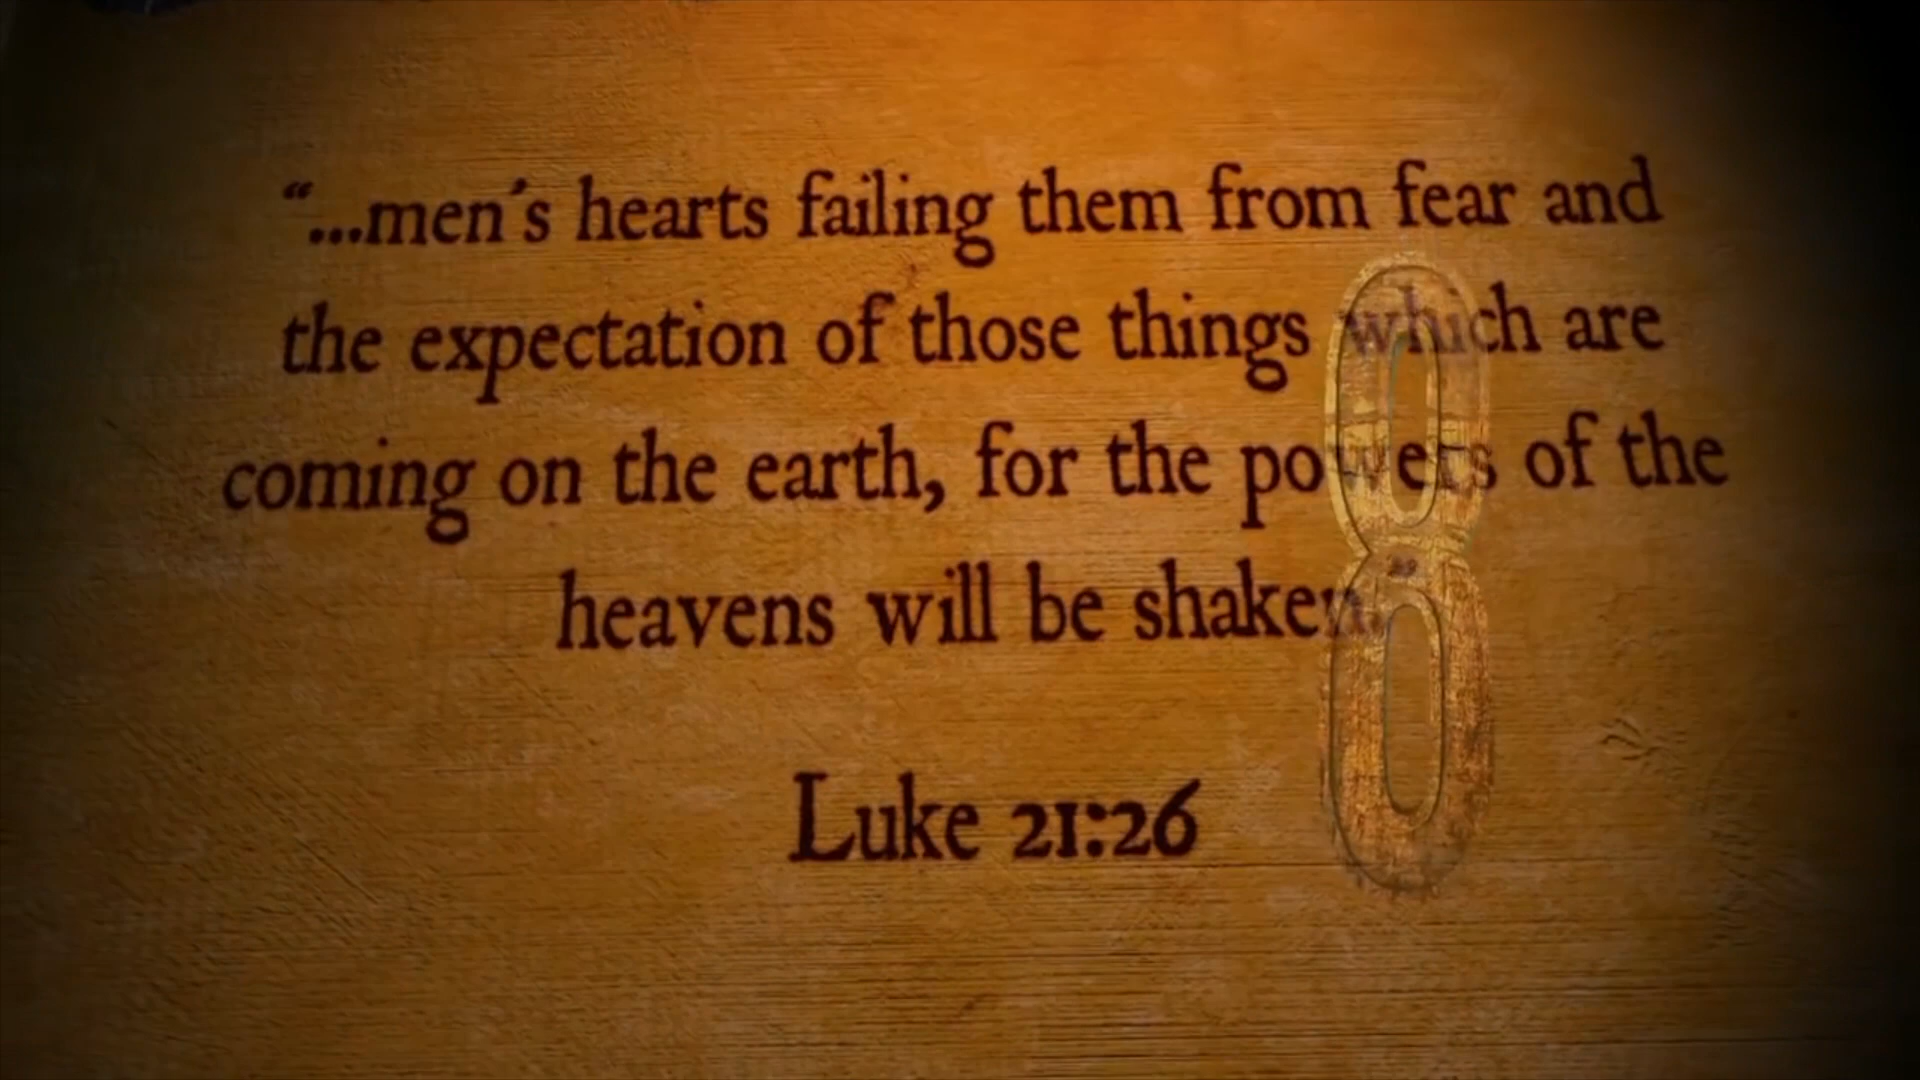 “...men's hearts failing them from fear and
the expectation of those things which are
coming on the earth, for the powers of the
heavens will be shaken.”
Luke 21:26
8